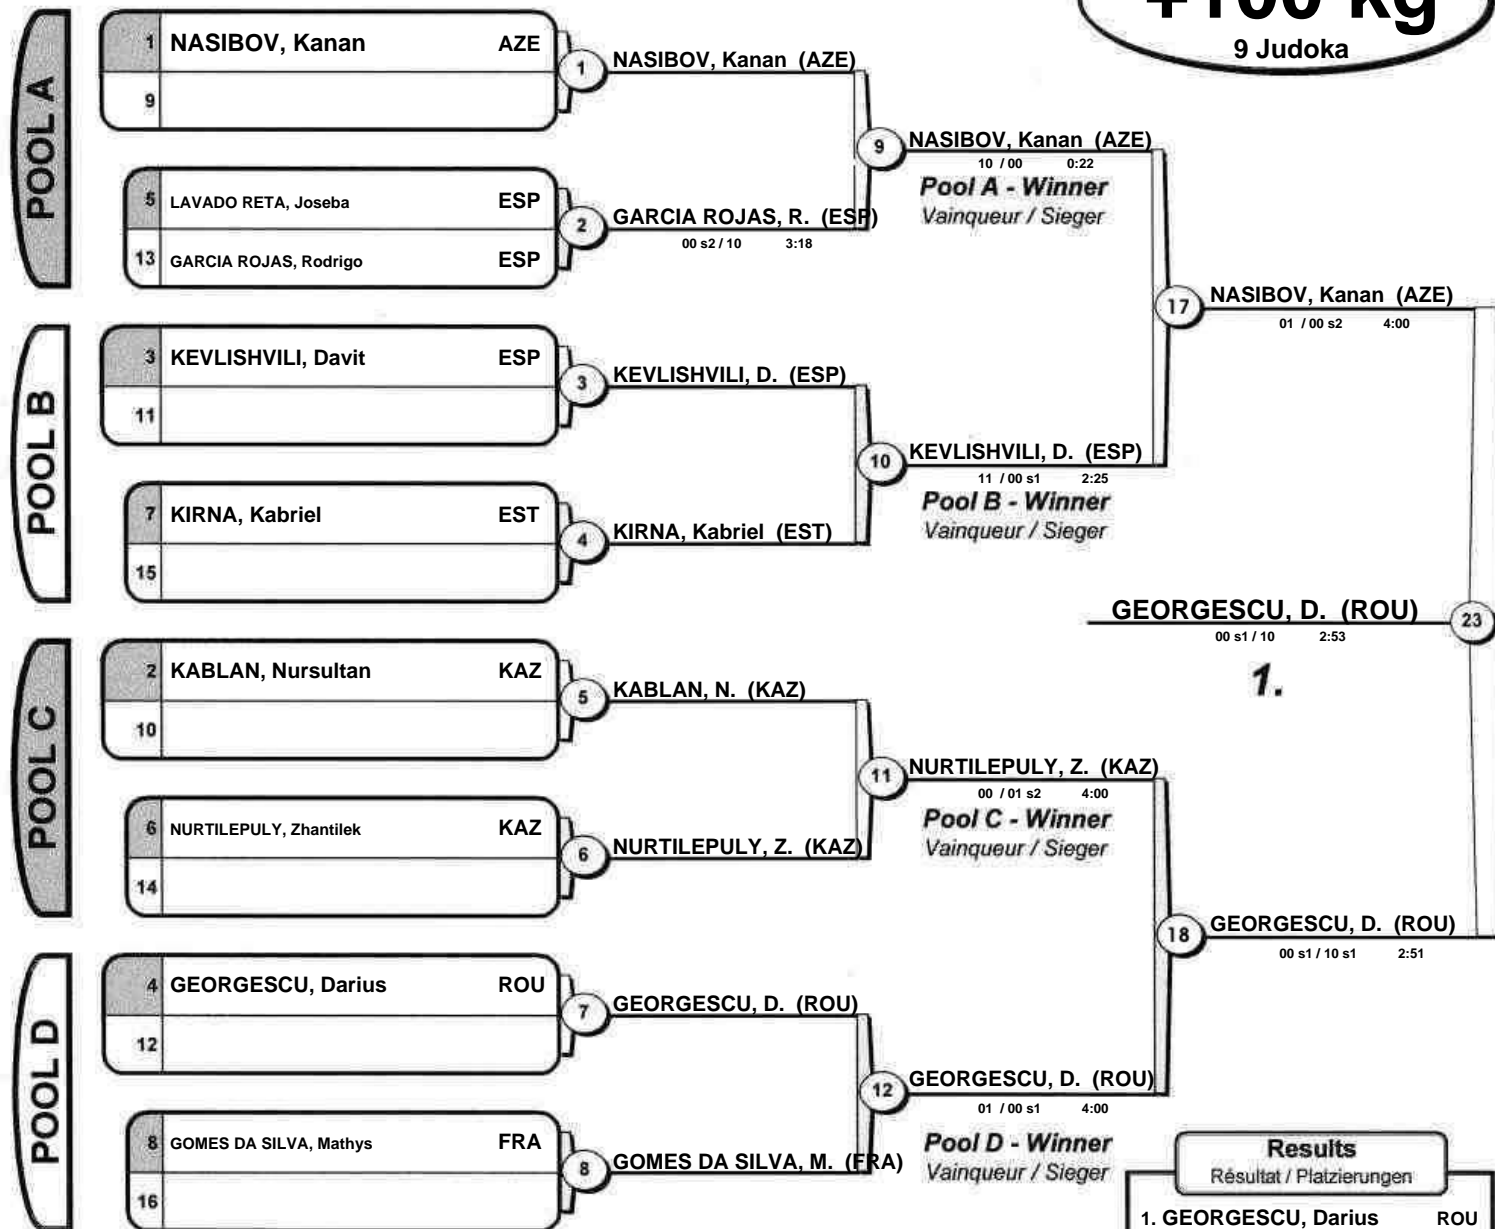 +100 kg
9 Judoka
POOL A
1 NASIBOV, Kanan AZE
9
5 LAVADO RETA, Joseba ESP
13 GARCIA ROJAS, Rodrigo ESP
1 NASIBOV, Kanan (AZE)
2 GARCIA ROJAS, R. (ESP)
00 s2 / 10 3:18
9 NASIBOV, Kanan (AZE)
10 / 00 0:22
Pool A - Winner
Vainqueur / Sieger
POOL B
3 KEVLISHVILI, Davit ESP
11
7 KIRNA, Kabriel EST
15
3 KEVLISHVILI, D. (ESP)
4 KIRNA, Kabriel (EST)
10 KEVLISHVILI, D. (ESP)
11 / 00 s1 2:25
Pool B - Winner
Vainqueur / Sieger
17 NASIBOV, Kanan (AZE)
01 / 00 s2 4:00
GEORGESCU, D. (ROU) 23
00 s1 / 10 2:53
1.
POOL C
2 KABLAN, Nursultan KAZ
10
6 NURTILEPULY, Zhantilek KAZ
14
5 KABLAN, N. (KAZ)
6 NURTILEPULY, Z. (KAZ)
11 NURTILEPULY, Z. (KAZ)
00 / 01 s2 4:00
Pool C - Winner
Vainqueur / Sieger
18 GEORGESCU, D. (ROU)
00 s1 / 10 s1 2:51
POOL D
4 GEORGESCU, Darius ROU
12
8 GOMES DA SILVA, Mathys FRA
16
7 GEORGESCU, D. (ROU)
8 GOMES DA SILVA, M. (FRA)
12 GEORGESCU, D. (ROU)
01 / 00 s1 4:00
Pool D - Winner
Vainqueur / Sieger
Results
Résultat / Platzierungen
1. GEORGESCU, Darius ROU